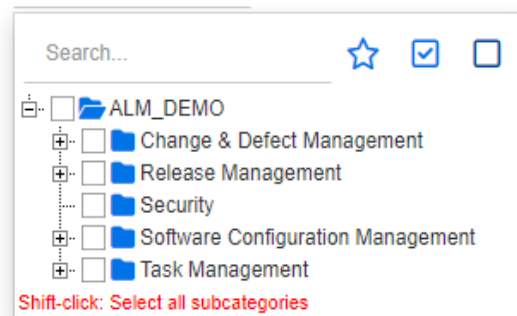 Search...
ALM_DEMO
Change & Defect Management
Release Management
Security
Software Configuration Management
Task Management
Shift-click: Select all subcategories